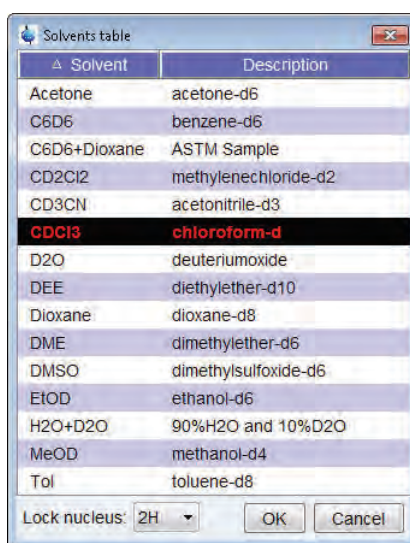 Solvents table
Solvent Description
Acetone acetone-d6
C6D6 benzene-d6
C6D6+Dioxane ASTM Sample
CD2Cl2 methylenechloride-d2
CD3CN acetonitrile-d3
CDCl3 chloroform-d
D2O deuteriumoxide
DEE diethylether-d10
Dioxane dioxane-d8
DME dimethylether-d6
DMSO dimethylsulfoxide-d6
EtOD ethanol-d6
H2O+D2O 90%H2O and 10%D2O
MeOD methanol-d4
Tol toluene-d8
Lock nucleus: 2H OK Cancel